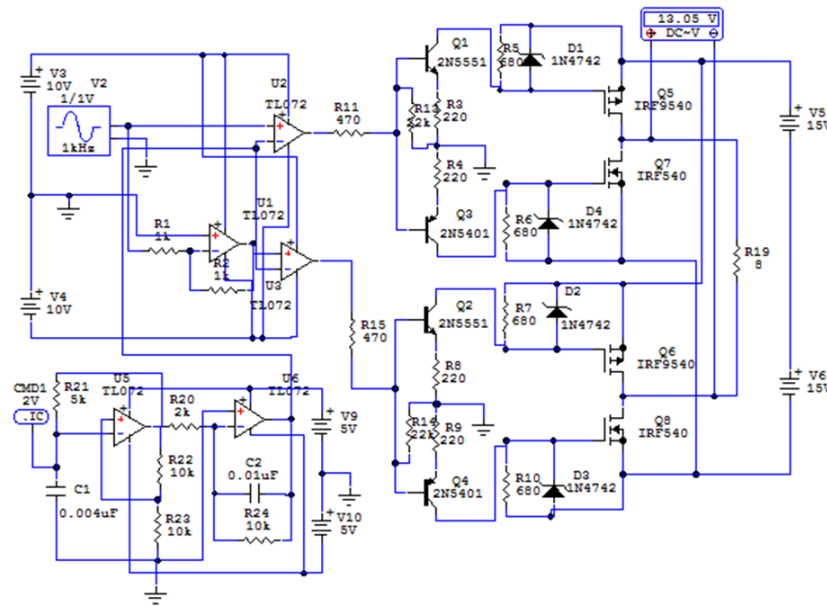 V3
10V
V2
1/1V
1kHz
U2
TL072
R11
470
Q1
2N5551
R13
22k
R3
220
R4
220
Q3
2N5401
R5
680
D1
1N4742
Q5
IRF9540
13.05 V
DC~V
V5
15V
Q7
IRF540
R6
680
D4
1N4742
R19
8
R1
1k
U1
TL072
R2
1k
TL072
U3
V4
10V
R15
470
Q2
2N5551
R7
680
D2
1N4742
Q6
IRF9540
V6
15V
R8
220
R14
22k
R9
220
Q4
2N5401
R10
680
D3
1N4742
Q8
IRF540
CMD1
2V
.IC
R21
5k
U5
TL072
R20
2k
U6
TL072
V9
5V
R22
10k
C2
0.01uF
R24
10k
C1
0.004uF
R23
10k
V10
5V